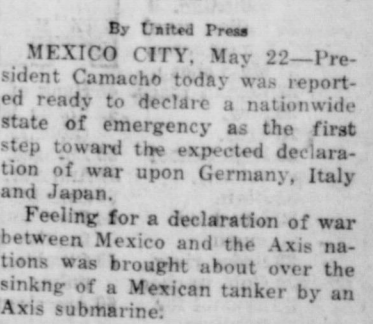 By United Press
MEXICO CITY, May 22—Pre-
sident Camacho today was report-
ed ready to declare a nationwide
state of emergency as the first
step toward the expected declara-
tion of war upon Germany, Italy
and Japan.
Feeling for a declaration of war
between Mexico and the Axis na-
tions was brought about over the
sinkng of a Mexican tanker by an
Axis submarine.